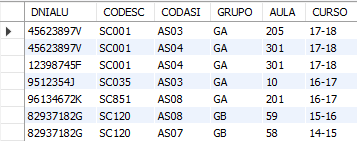 DNIALU CODESC CODASI GRUPO AULA CURSO
45623897V SC001 AS03 GA 205 17-18
45623897V SC001 AS04 GA 301 17-18
12398745F SC001 AS04 GA 301 17-18
9512354J SC035 AS03 GA 10 16-17
96134672K SC851 AS08 GA 201 16-17
82937182G SC120 AS08 GB 59 15-16
82937182G SC120 AS07 GB 58 14-15